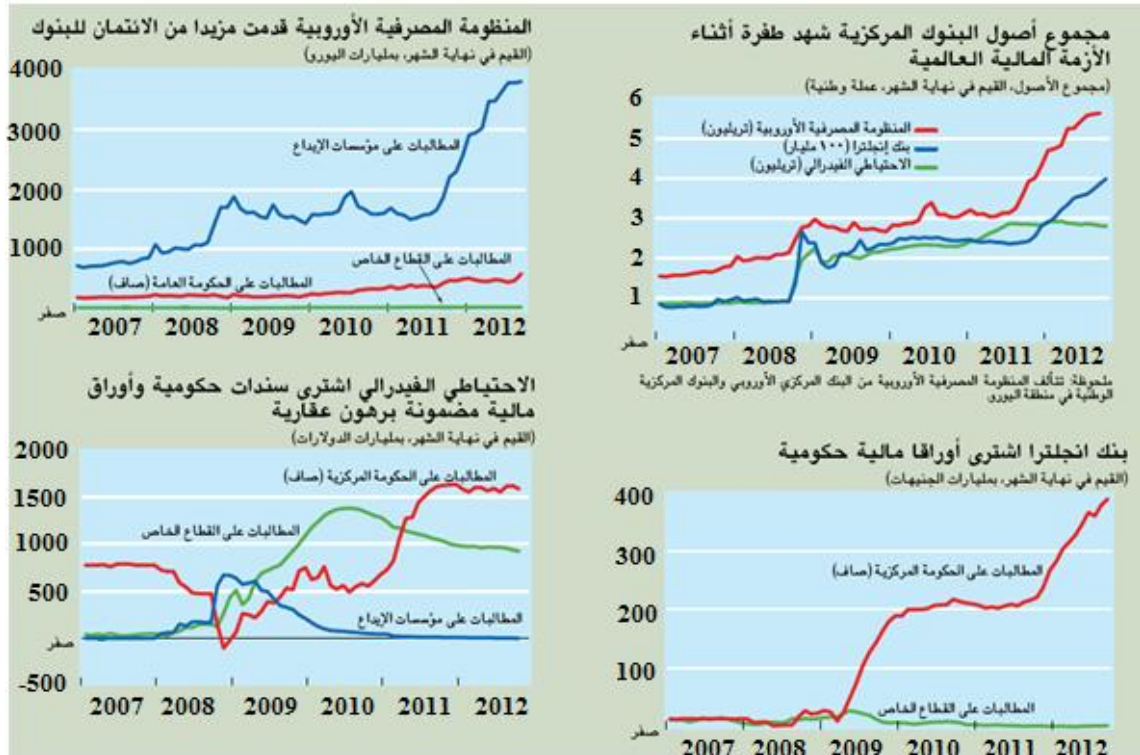 مجموع أصول البنوك المركزية شهد طفرة أثناء
الأزمة المالية العالمية
(مجموع الأصول، القيم في نهاية الشهر، عملة وطنية)
6
5
4
3
2
1
صفر
المنظومة المصرفية الأوروبية (تريليون)
بنك إنجلترا (١٠٠ مليار)
الاحتياطي الفيدرالي (تريليون)
2007 2008 2009 2010 2011 2012
ملحوظة: تتألف المنظومة المصرفية الأوروبية من البنك المركزي الأوروبي والبنوك المركزية
الوطنية في منطقة اليورو
المنظومة المصرفية الأوروبية قدمت مزيدا من الائتمان للبنوك
(القيم في نهاية الشهر، بمليارات اليورو)
4000
3000
2000
1000
صفر
المطالبات على مؤسسات الإيداع
المطالبات على القطاع الخاص
المطالبات على الحكومة العامة (صاف)
2007 2008 2009 2010 2011 2012
بنك انجلترا اشترى أوراقا مالية حكومية
(القيم في نهاية الشهر، بمليارات الجنيهات)
400
300
200
100
صفر
المطالبات على الحكومة المركزية (صاف)
المطالبات على القطاع الخاص
2007 2008 2009 2010 2011 2012
الاحتياطي الفيدرالي اشترى سندات حكومية وأوراق
مالية مضمونة برهون عقارية
(القيم في نهاية الشهر، بمليارات الدولارات)
2000
1500
1000
500
صفر
-500
المطالبات على الحكومة المركزية (صاف)
المطالبات على القطاع الخاص
المطالبات على مؤسسات الإيداع
2007 2008 2009 2010 2011 2012